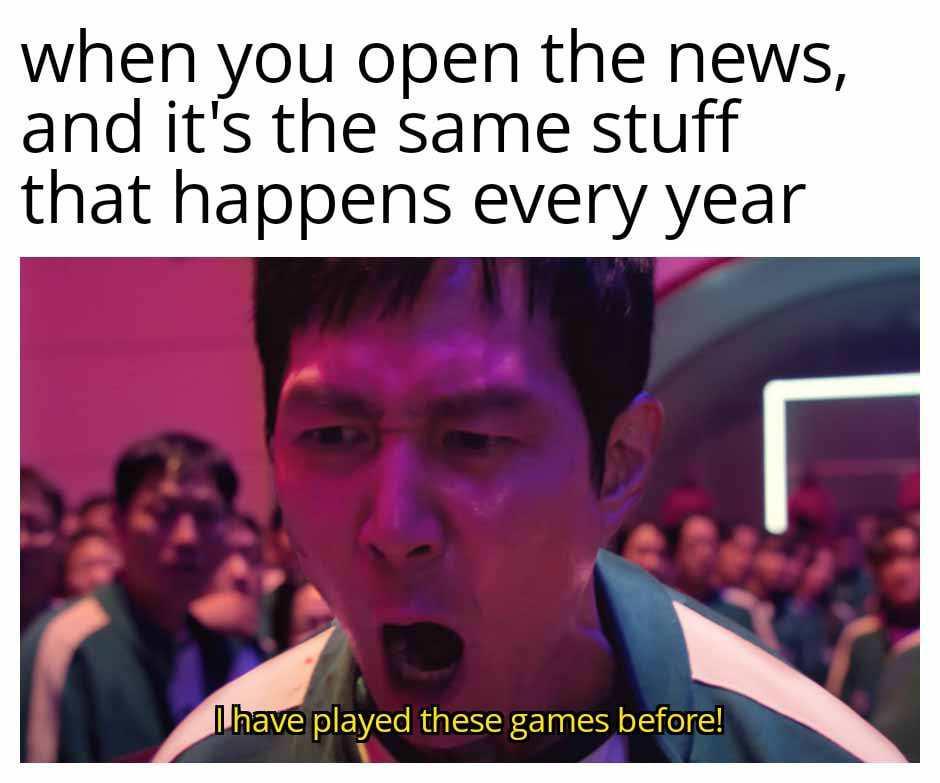 when you open the news,
and it's the same stuff
that happens every year
I have played these games before!